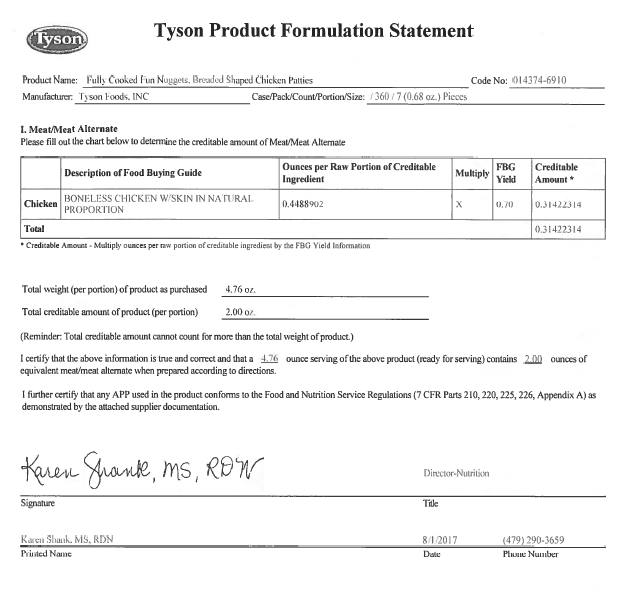 Tyson
Tyson Product Formulation Statement
Product Name: Fully Cooked Fun Nuggets, Breaded Shaped Chicken Patties Code No: 014374-6910
Manufacturer: Tyson Foods, INC Case/Pack/Count/Portion/Size: / 360 / 7 (0.68 oz.) Pieces
I. Meat/Meat Alternate
Please fill out the chart below to determine the creditable amount of Meat/Meat Alternate
Description of Food Buying Guide Ounces per Raw Portion of Creditable Ingredient Multiply FBG Yield Creditable Amount *
Chicken BONELESS CHICKEN W/SKIN IN NATURAL PROPORTION 0.4488902 X 0.70 0.31422314
Total 0.31422314
* Creditable Amount - Multiply ounces per raw portion of creditable ingredient by the FBG Yield Information
Total weight (per portion) of product as purchased 4.76 oz.
Total creditable amount of product (per portion) 2.00 oz.
(Reminder: Total creditable amount cannot count for more than the total weight of product.)
I certify that the above information is true and correct and that a 4.76 ounce serving of the above product (ready for serving) contains 2.00 ounces of
equivalent meat/meat alternate when prepared according to directions.
I further certify that any APP used in the product conforms to the Food and Nutrition Service Regulations (7 CFR Parts 210, 220, 225, 226, Appendix A) as
demonstrated by the attached supplier documentation.
Karen Shank, MS, RDN Director-Nutrition
Signature Title
Karen Shank, MS, RDN 8/1/2017 (479) 290-3659
Printed Name Date Phone Number